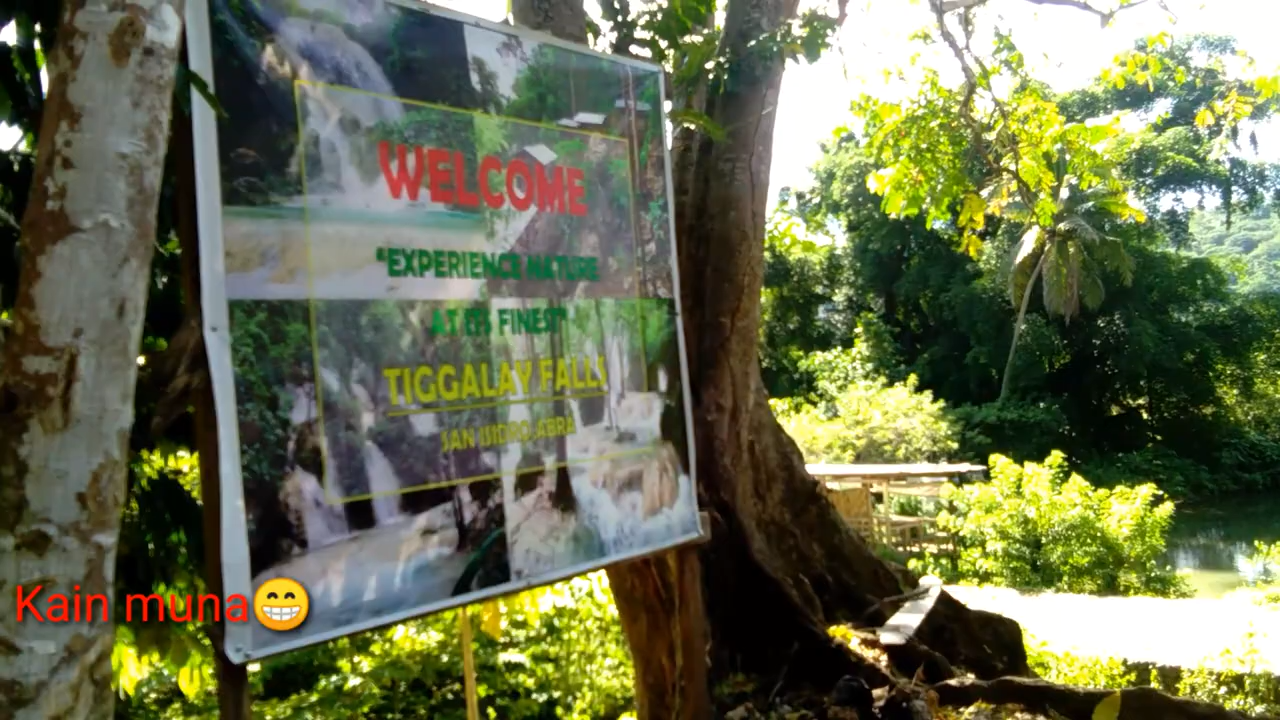 WELCOME
"EXPERIENCE NATURE
AT ITS FINEST"
TIGGALAY FALLS
SAN ISIDRO, ABRA
Kain muna😁